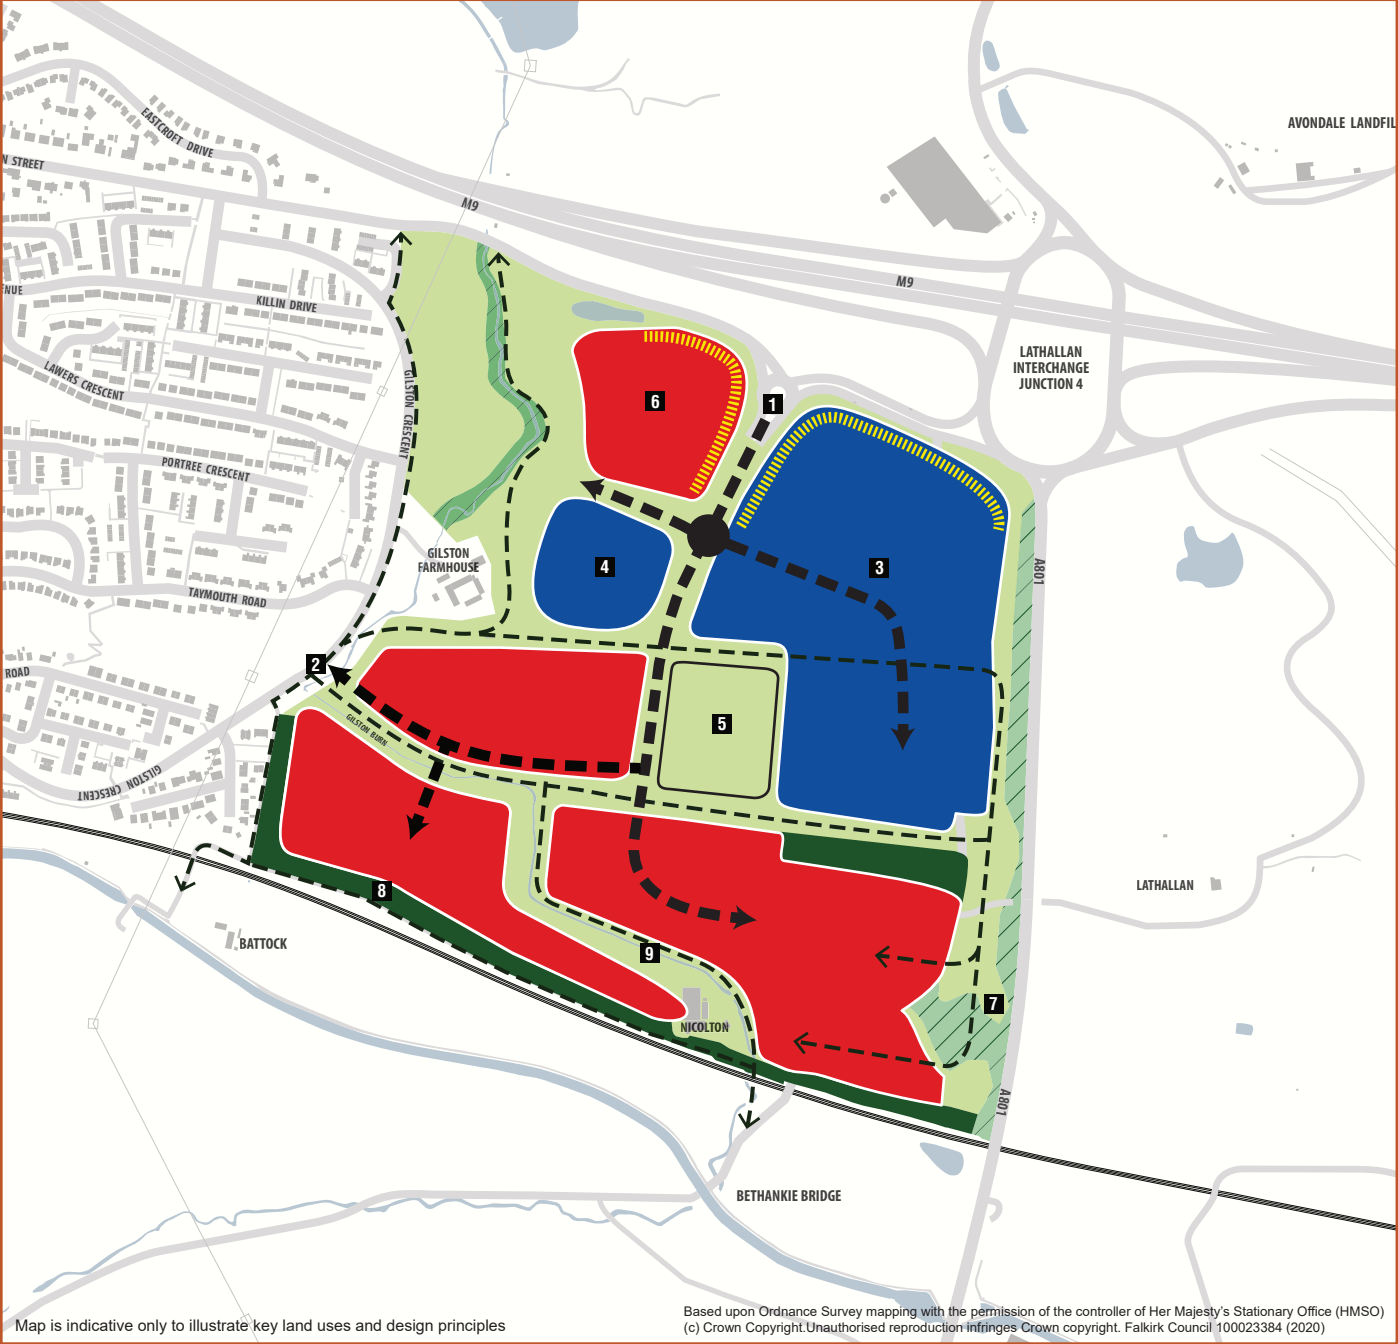 EASTCROFT DRIVE
AVONDALE LANDFIL
N STREET
M9
M9
NUE
KILLIN DRIVE
LATHALLAN
INTERCHANGE
JUNCTION 4
LAWERS CRESCENT
GILSTON CRESCENT
6
1
PORTREE CRESCENT
GILSTON
FARMHOUSE
4
3
A801
TAYMOUTH ROAD
2
ROAD
5
GILSTON BURN
GILSTON CRESCENT
8
LATHALLAN
BATTOCK
9
7
NICOLTON
A801
BETHANKIE BRIDGE
Map is indicative only to illustrate key land uses and design principles
Based upon Ordnance Survey mapping with the permission of the controller of Her Majesty's Stationary Office (HMSO)
(c) Crown Copyright.Unauthorised reproduction infringes Crown copyright. Falkirk Council 100023384 (2020)